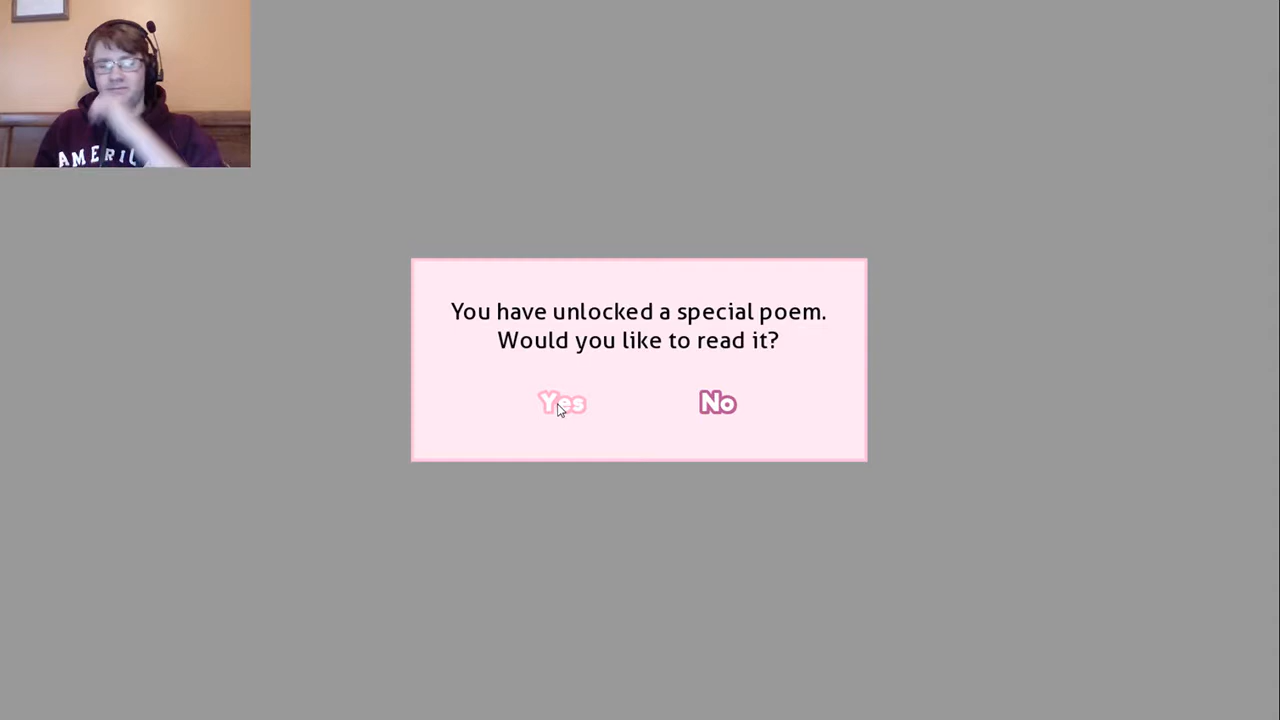 AMERI
You have unlocked a special poem.
Would you like to read it?
Yes No